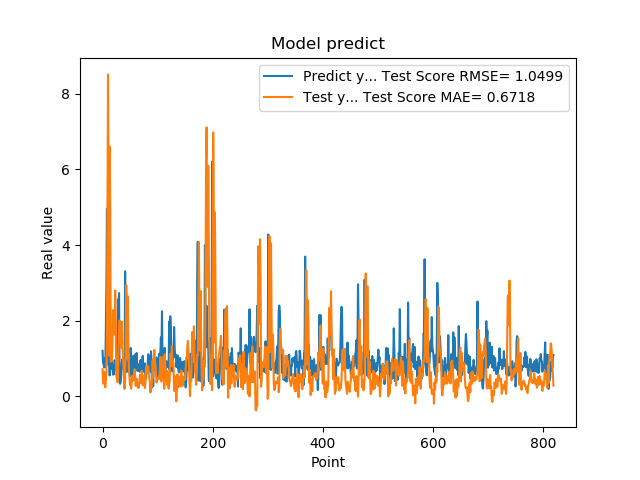 Model predict
Predict y... Test Score RMSE= 1.0499
Test y... Test Score MAE= 0.6718
Real value
8
6
4
2
0
0 200 400 600 800
Point